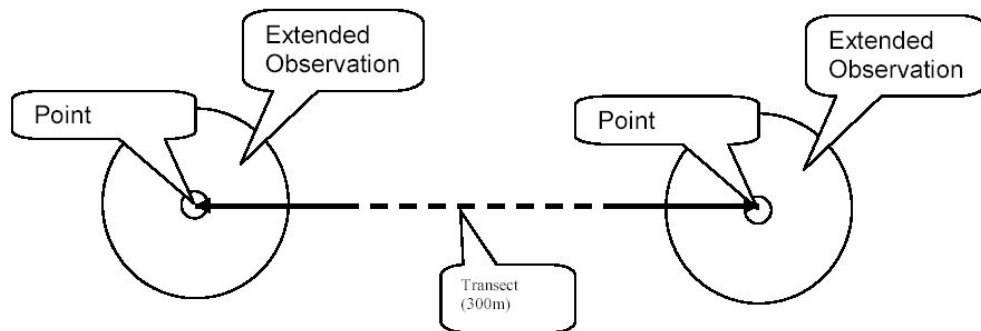 Extended
Observation
Point
Extended
Observation
Point
Transect
(300m)